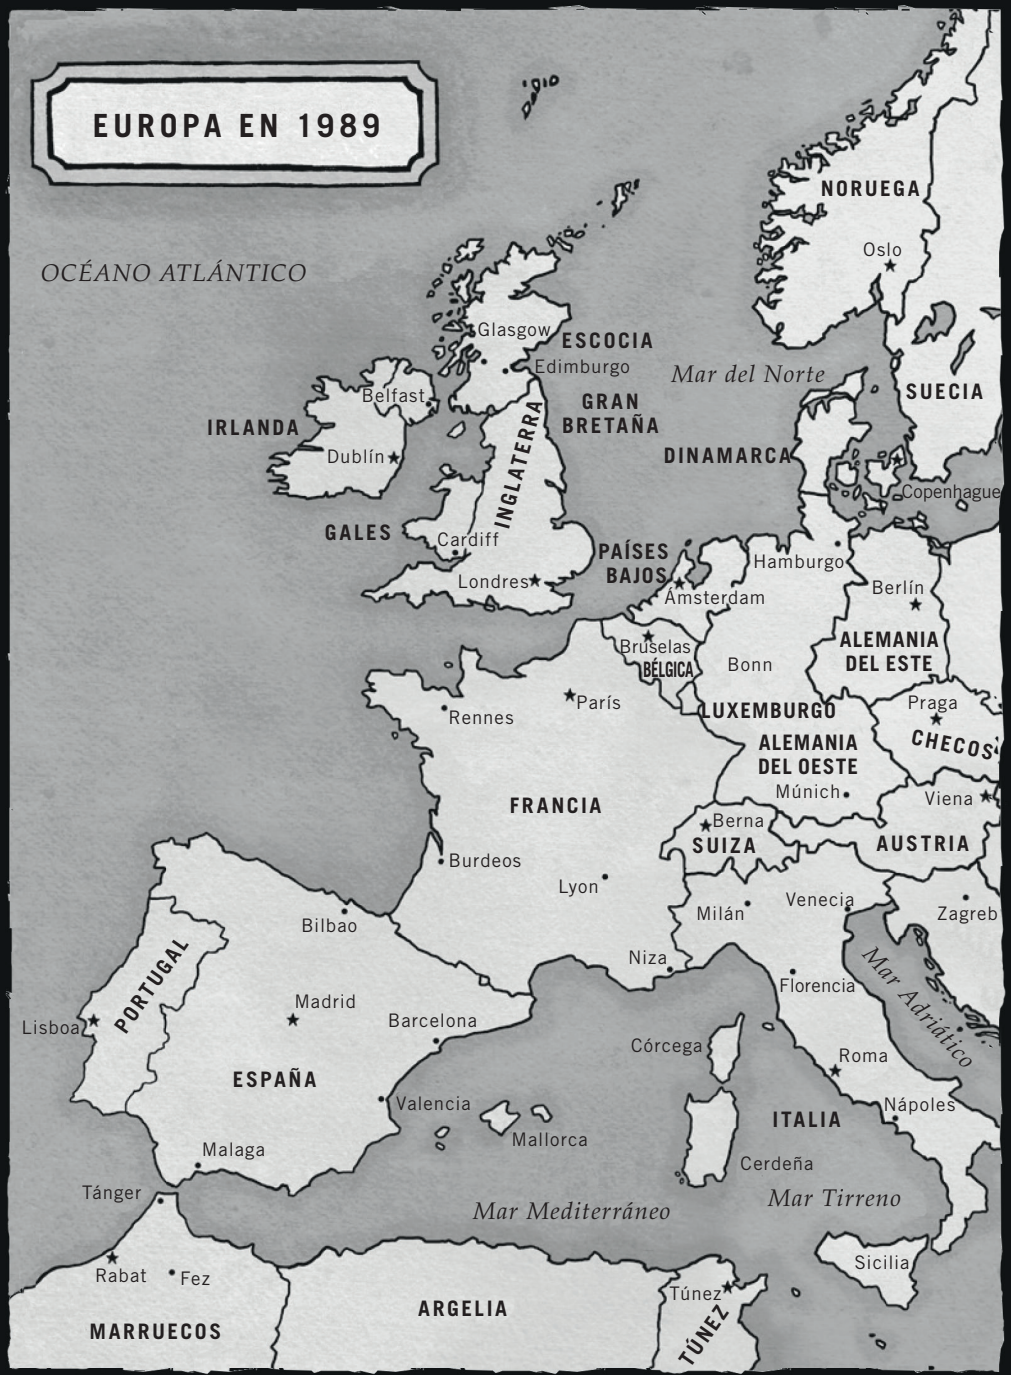 EUROPA EN 1989
NORUEGA
Oslo
OCÉANO ATLÁNTICO
Glasgow
ESCOCIA
Edimburgo
Mar del Norte
SUECIA
Belfast
GRAN
BRETAÑA
IRLANDA
INGLATERRA
Dublín
DINAMARCA
Copenhague
GALES
Cardiff
PAÍSES
BAJOS
Hamburgo
Londres
Ámsterdam
Berlín
Bruselas
BÉLGICA
Bonn
ALEMANIA
DEL ESTE
París
Rennes
LUXEMBURGO
Praga
CHECOS
ALEMANIA
DEL OESTE
Múnich
Viena
FRANCIA
Berna
SUIZA
AUSTRIA
Burdeos
Lyon
Milán
Venecia
Zagreb
Bilbao
PORTUGAL
Niza
Florencia
Mar Adriático
Lisboa
Madrid
Barcelona
Córcega
Roma
ESPAÑA
Valencia
Mallorca
ITALIA
Nápoles
Malaga
Cerdeña
Tánger
Mar Mediterráneo
Mar Tirreno
Rabat
Fez
Sicilia
Túnez
ARGELIA
MARRUECOS
TÚNEZ